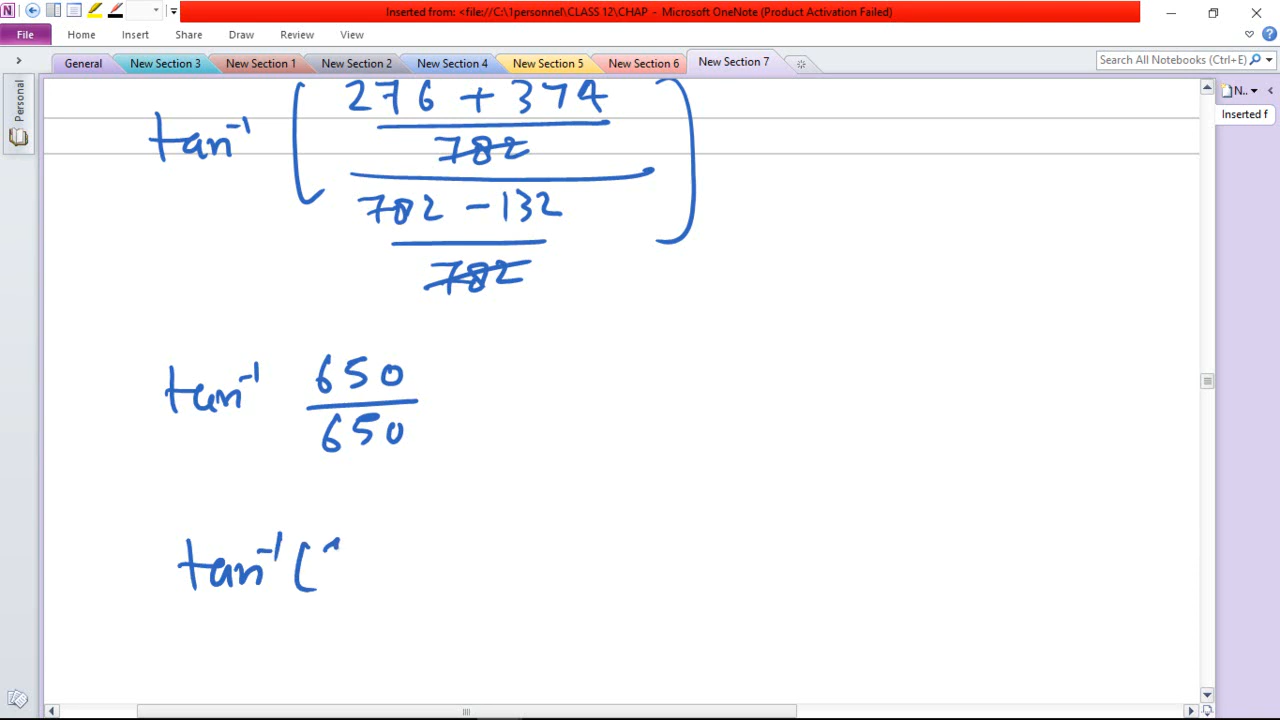 Inserted from: <file://C:\1personnel\CLASS 12\CHAP - Microsoft OneNote (Product Activation Failed)
File Home Insert Share Draw Review View
General New Section 3 New Section 1 New Section 2 New Section 4 New Section 5 New Section 6 New Section 7 Search All Notebooks (Ctrl+E)
Personal
N..
Inserted f
276 + 374
tan⁻¹
782
782 - 132
782
650
tan⁻¹
650
tan⁻¹ (